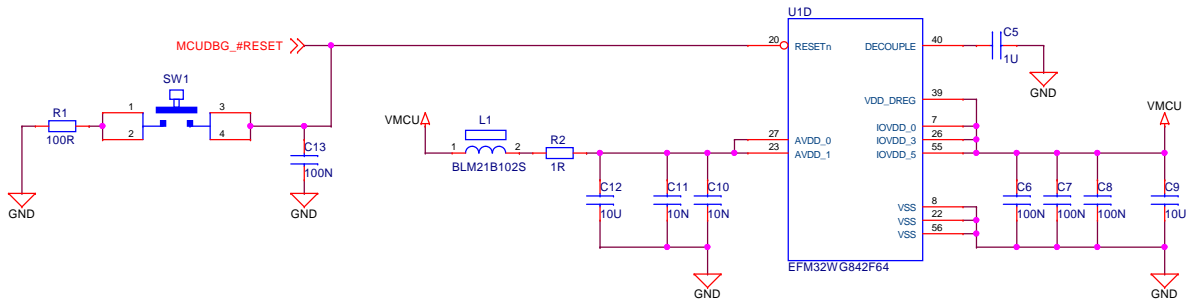 U1D
MCUDBG_#RESET
20
RESETn
DECOUPLE
40
C5
1U
GND
SW1
R1
100R
1
2
3
4
C13
100N
GND
GND
VMCU
L1
1
2
BLM21B102S
R2
1R
27
AVDD_0
23
AVDD_1
C12
10U
C11
10N
C10
10N
GND
VDD_DREG
39
IOVDD_0
7
IOVDD_3
26
IOVDD_5
55
VMCU
VSS
8
VSS
22
VSS
56
C6
100N
C7
100N
C8
100N
C9
10U
GND
EFM32WG842F64